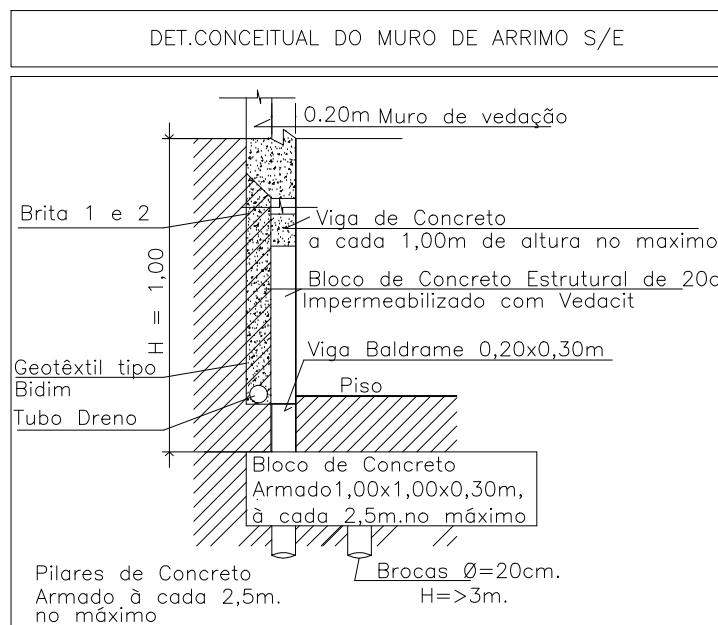 DET.CONCEITUAL DO MURO DE ARRIMO S/E
0.20m Muro de vedação
Brita 1 e 2
Viga de Concreto
a cada 1,00m de altura no maximo
H = 1,00
Bloco de Concreto Estrutural de 20c
Impermeabilizado com Vedacit
Viga Baldrame 0,20x0,30m
Geotêxtil tipo
Bidim
Piso
Tubo Dreno
Bloco de Concreto
Armado1,00x1,00x0,30m,
à cada 2,5m.no máximo
Pilares de Concreto
Armado à cada 2,5m.
no máximo
Brocas Ø=20cm.
H=>3m.